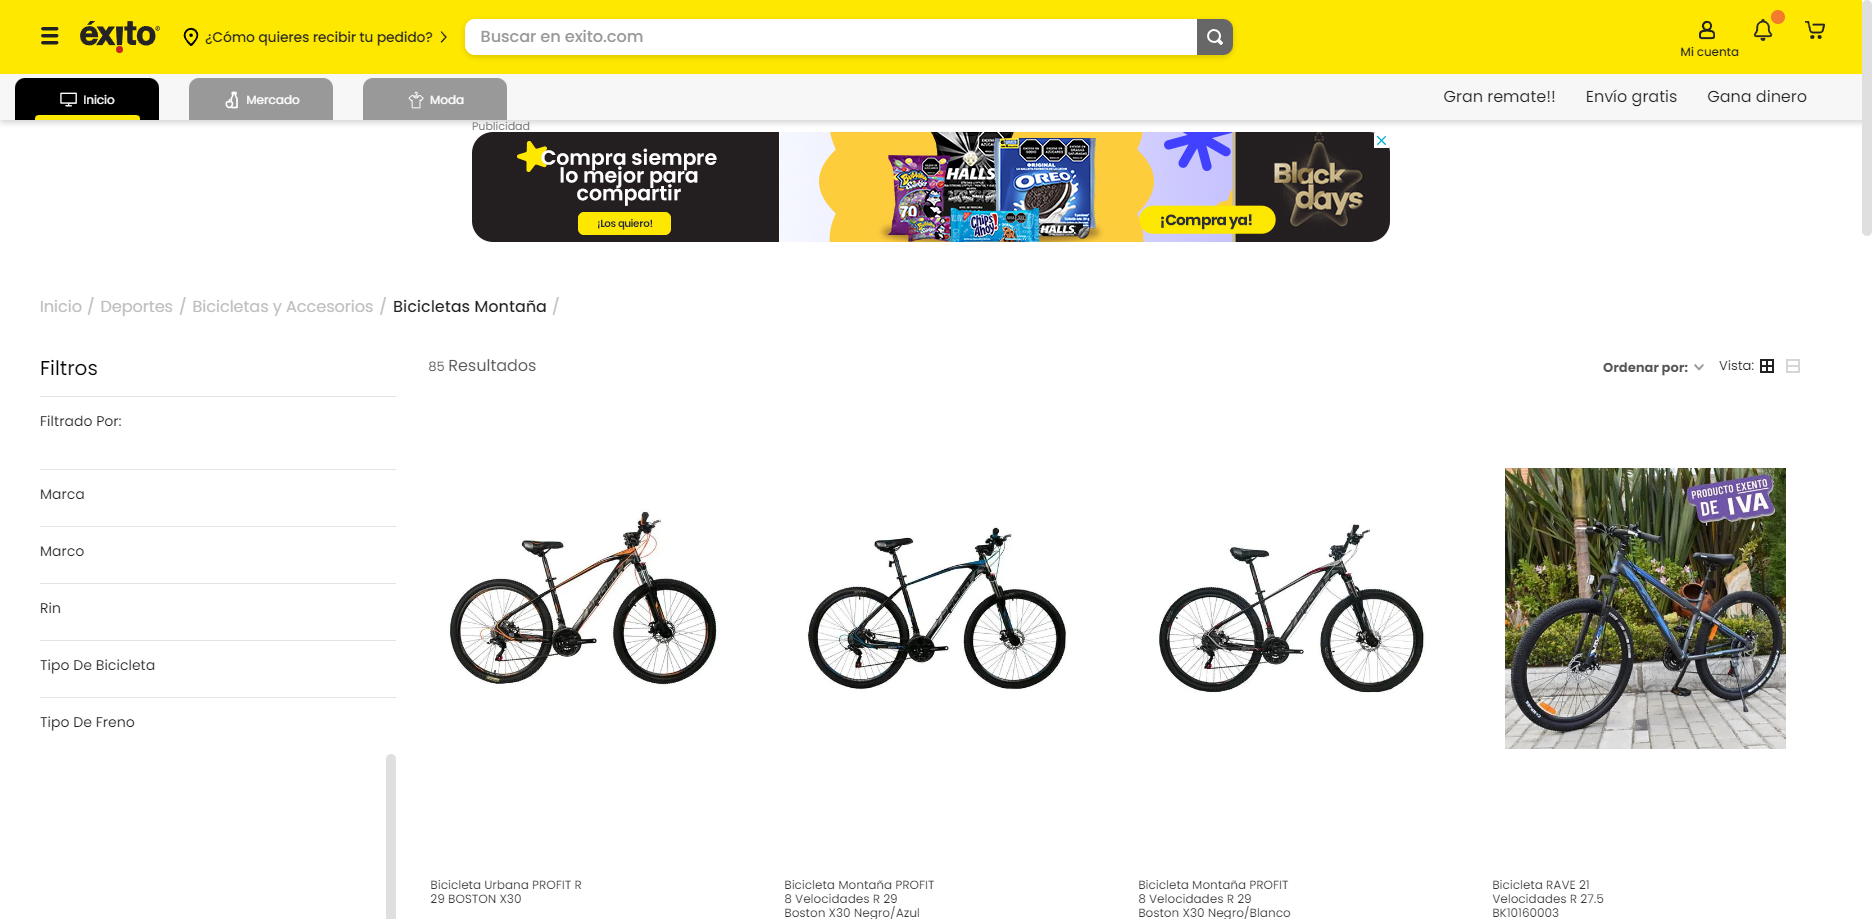 éxito
¿Cómo quieres recibir tu pedido?
Buscar en exito.com
Mi cuenta
Inicio
Mercado
Moda
Gran remate!!
Envío gratis
Gana dinero
Publicidad
Compra siempre
lo mejor para
compartir
¡Los quiero!
70
HALLS
ORIGINAL
OREO
Chips
Ahoy!
HALLS
¡Compra ya!
Black
days
Inicio / Deportes / Bicicletas y Accesorios / Bicicletas Montaña /
Filtros
85 Resultados
Ordenar por:
Vista:
Filtrado Por:
Marca
Marco
Rin
Tipo De Bicicleta
Tipo De Freno
PRODUCTO EXENTO
DE IVA
Bicicleta Urbana PROFIT R
29 BOSTON X30
Bicicleta Montaña PROFIT
8 Velocidades R 29
Boston X30 Negro/Azul
Bicicleta Montaña PROFIT
8 Velocidades R 29
Boston X30 Negro/Blanco
Bicicleta RAVE 21
Velocidades R 27.5
BK10160003